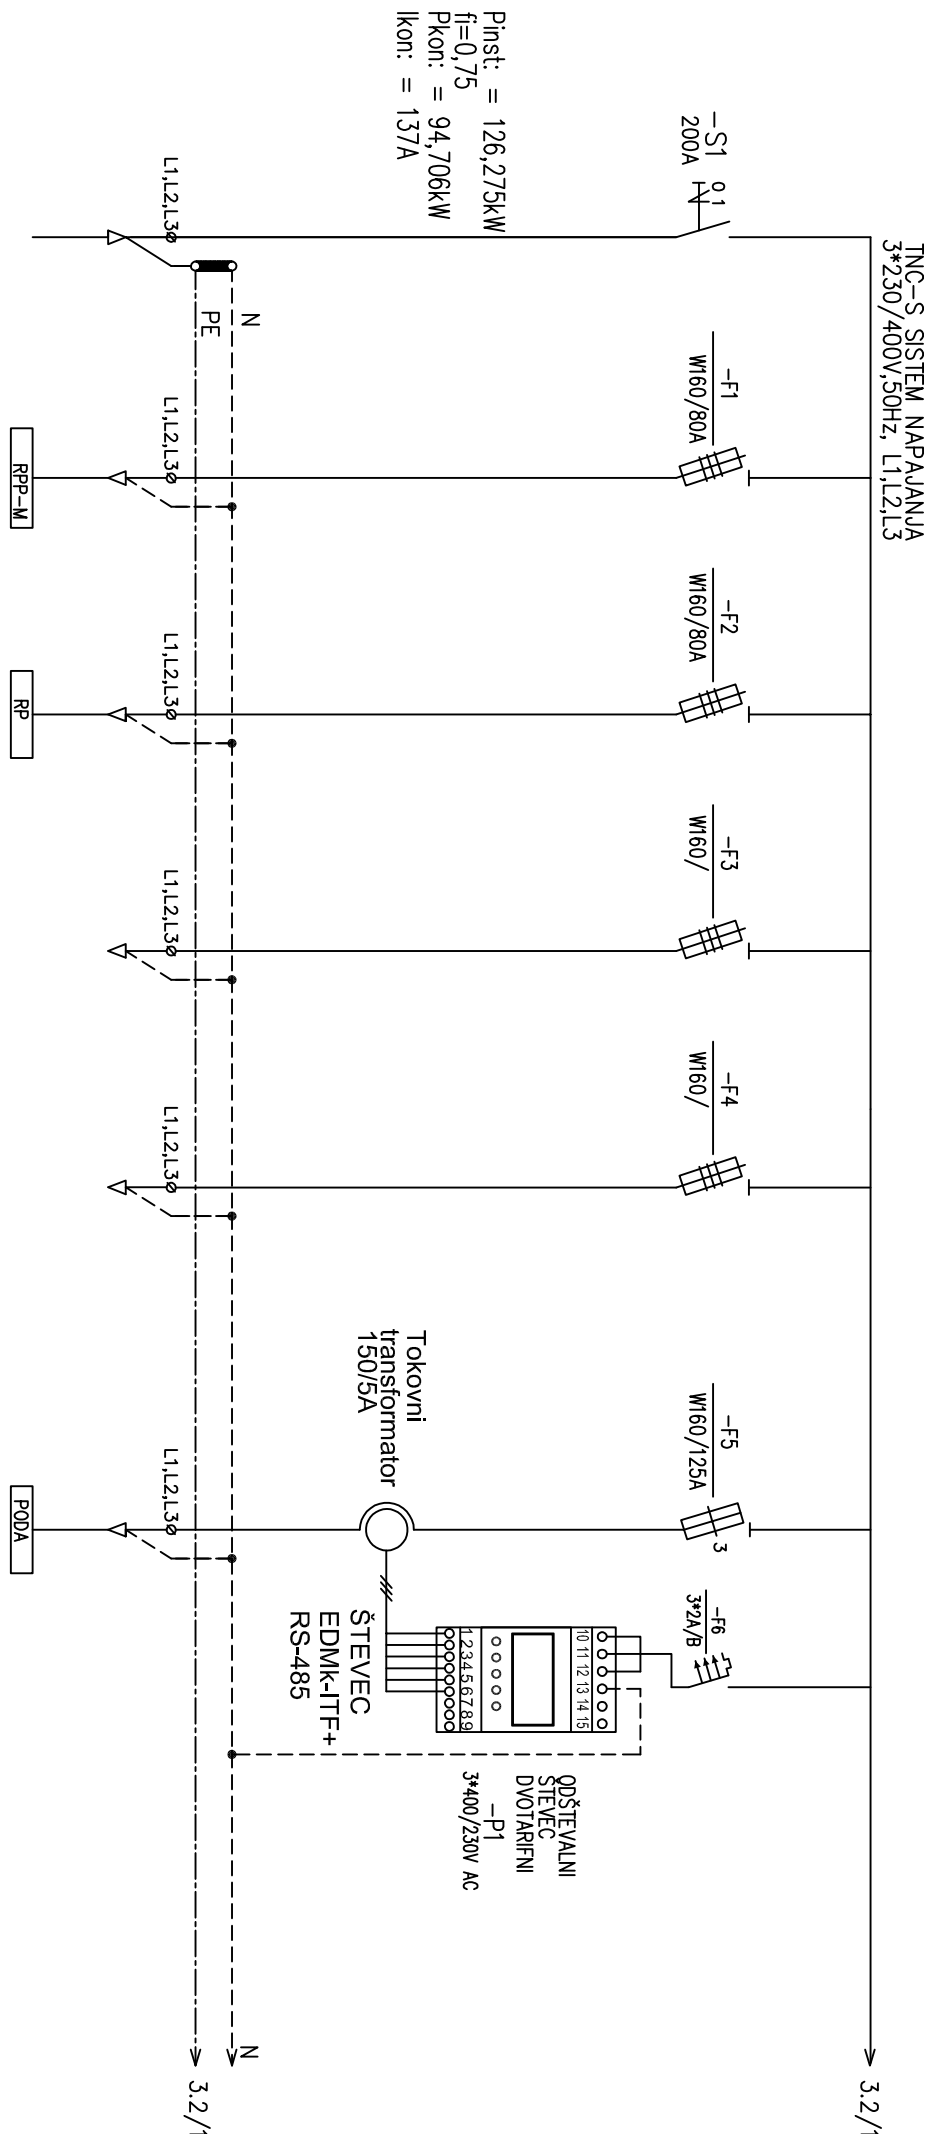 TNC-S SISTEM NAPAJANJA
3*230/400V,50Hz, L1,L2,L3
3.2/1
-S1
200A
0 1
-F1
W160/80A
-F2
W160/80A
-F3
W160/
-F4
W160/
-F5
W160/125A
3
-F6
3*2A/B
Pinst: = 126,275kW
fi=0,75
Pkon: = 94,706kW
Ikon: = 137A
10 11 12 13 14 15
1 2 3 4 5 6 7 8 9
ODŠTEVALNI
ŠTEVEC
DVOTARIFNI
-P1
3*400/230V AC
Tokovni
transformator
150/5A
ŠTEVEC
EDMk-ITF+
RS-485
N
N
PE
3.2/1
L1,L2,L3
L1,L2,L3
L1,L2,L3
L1,L2,L3
L1,L2,L3
L1,L2,L3
RPP-M
RP
PODA